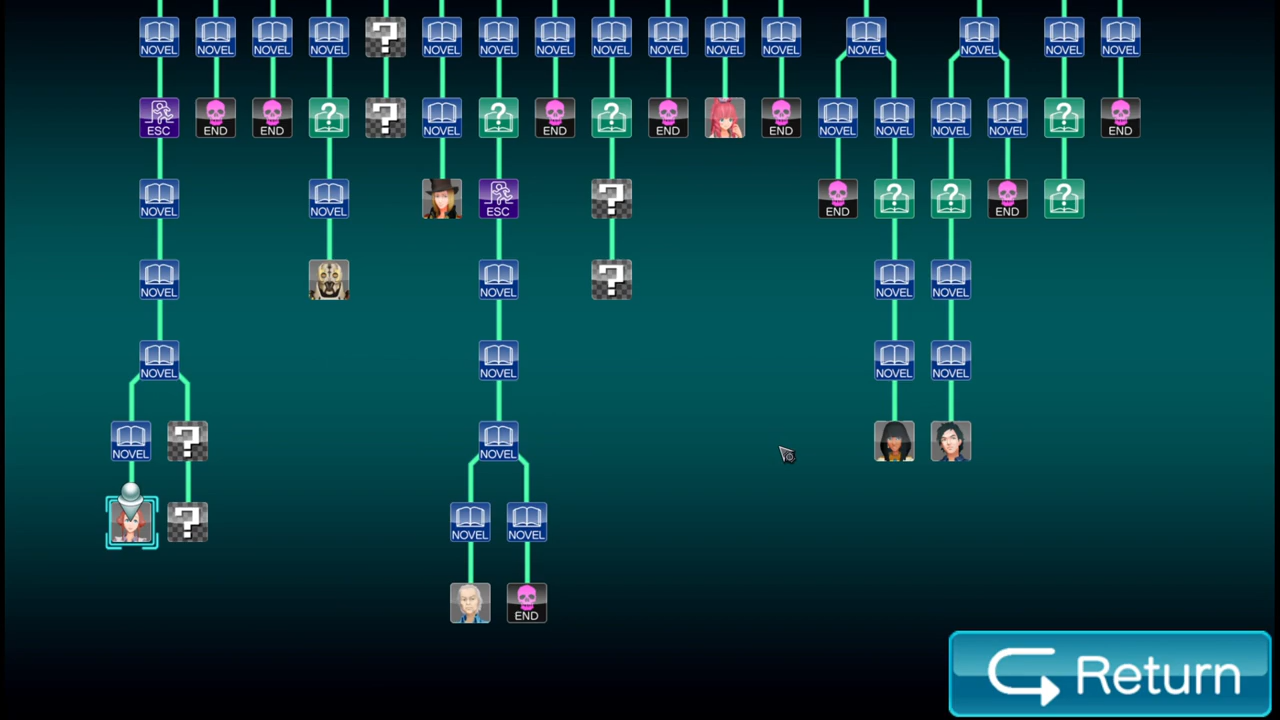 NOVEL NOVEL NOVEL NOVEL ? NOVEL NOVEL NOVEL NOVEL NOVEL NOVEL NOVEL NOVEL NOVEL NOVEL NOVEL
ESC END END ? ? NOVEL ? END ? END END NOVEL NOVEL NOVEL NOVEL ? END
NOVEL NOVEL ESC ? END ? ? END ?
NOVEL NOVEL ? NOVEL NOVEL
NOVEL NOVEL NOVEL NOVEL
NOVEL ? NOVEL
? NOVEL NOVEL
END
Return